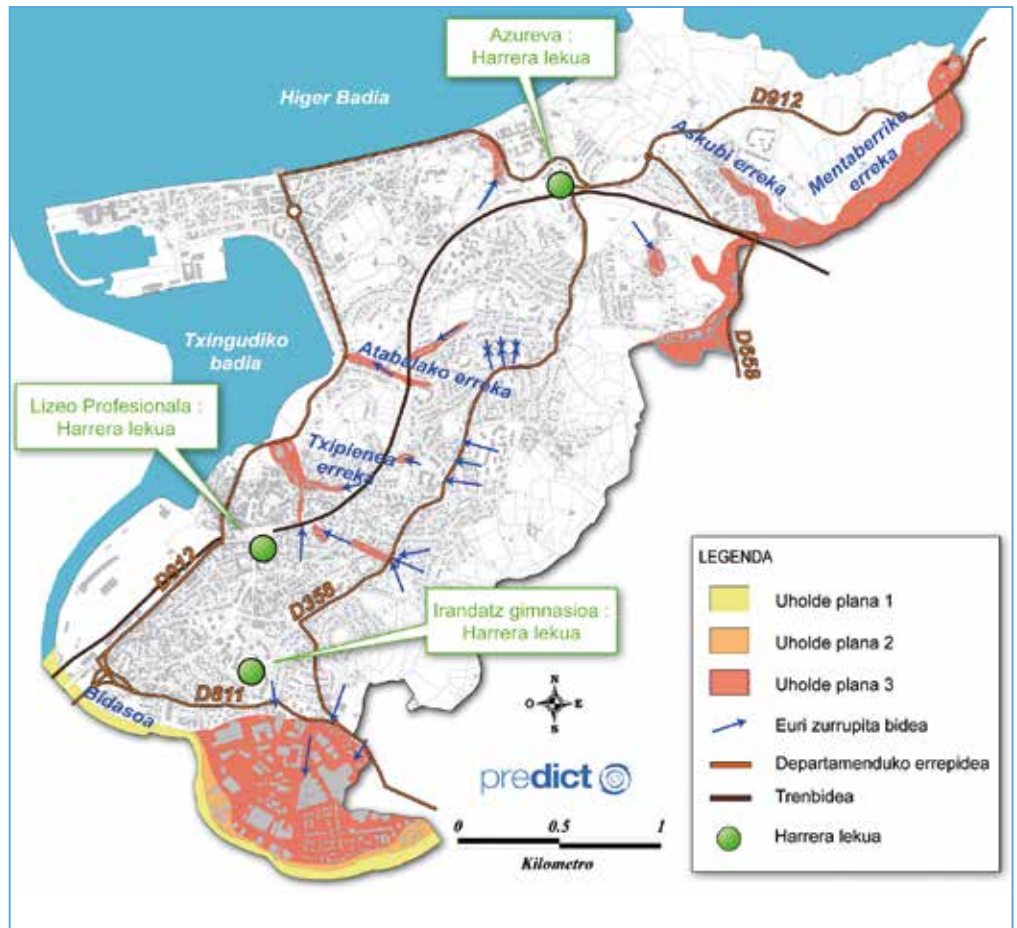 Azureva :
Harrera lekua
Higer Badia
D912
Askubi erreka
Mentaberriko
erreka
Txingudiko
badia
Atabalako erreka
D658
Lizeo Profesionala :
Harrera lekua
Txipienea
erreka
D912
D358
Irandatz gimnasioa :
Harrera lekua
D811
Bidasoa
N
O
E
S
predict
0
0.5
1
Kilometro
LEGENDA
Uholde plana 1
Uholde plana 2
Uholde plana 3
Euri zurrupita bidea
Departamenduko errepidea
Trenbidea
Harrera lekua